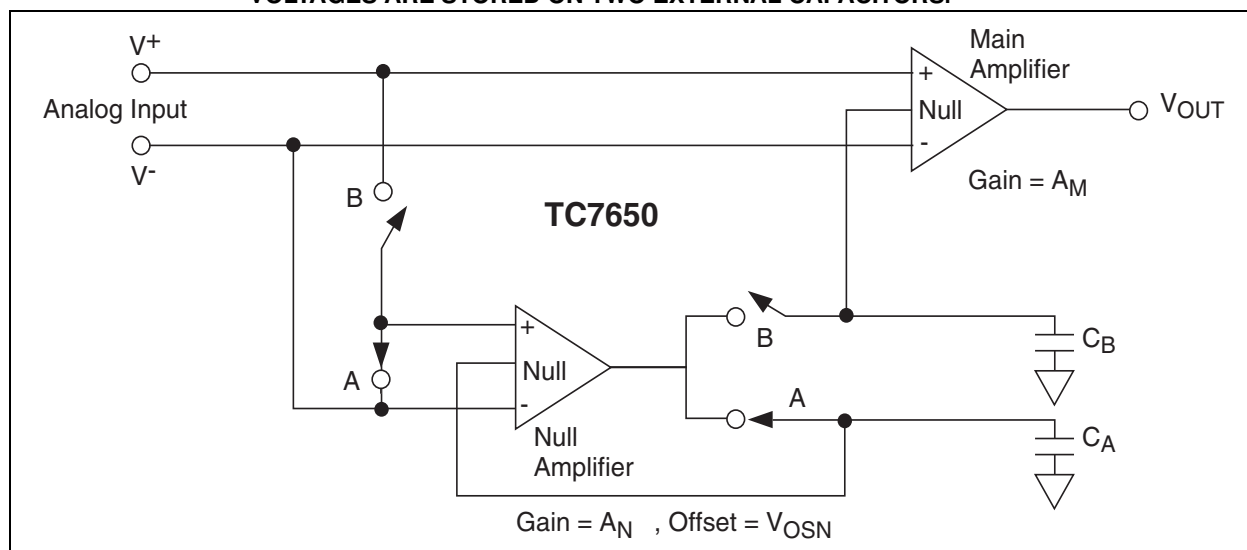 VOLTAGES ARE STORED ON TWO EXTERNAL CAPACITORS.
V+
Analog Input
V-
B
A
TC7650
+
Null
-
Main
Amplifier
VOUT
Gain = AM
+
Null
-
Null
Amplifier
B
A
CB
CA
Gain = AN , Offset = VOSN